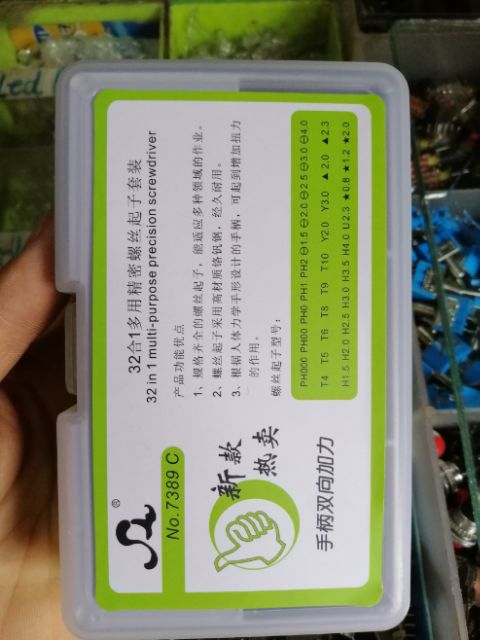 Led
®
No.7389 C
32合1多用精密螺丝起子套装
32 in 1 multi-purpose precision screwdriver
产品功能优点
1、规格齐全的螺丝起子，能适应多种领域的作业。
2、螺丝起子采用高材质铬钒钢，经久耐用。
3、根据人体力学手形设计的手柄，可起到增加扭力
的作用。
螺丝起子型号：
PH000 PH00 PH0 PH1 PH2 ⊖1.5 ⊖2.0 ⊖2.5 ⊖3.0 ⊖4.0
T4 T5 T6 T8 T9 T10 Y2.0 Y3.0 ▲2.0 ▲2.3
H1.5 H2.0 H2.5 H3.0 H3.5 H4.0 U2.3 ★0.8 ★1.2 ★2.0
新款
热卖
手柄双向加力